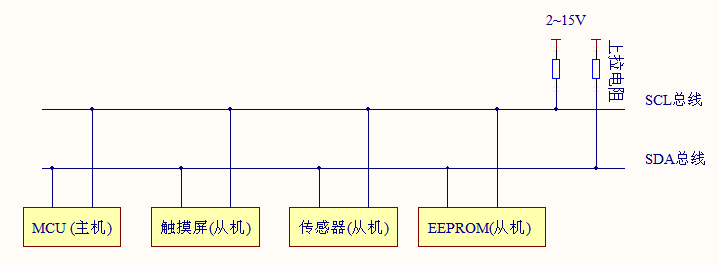 2~15V
上拉电阻
SCL总线
SDA总线
MCU (主机)
触摸屏(从机)
传感器(从机)
EEPROM(从机)